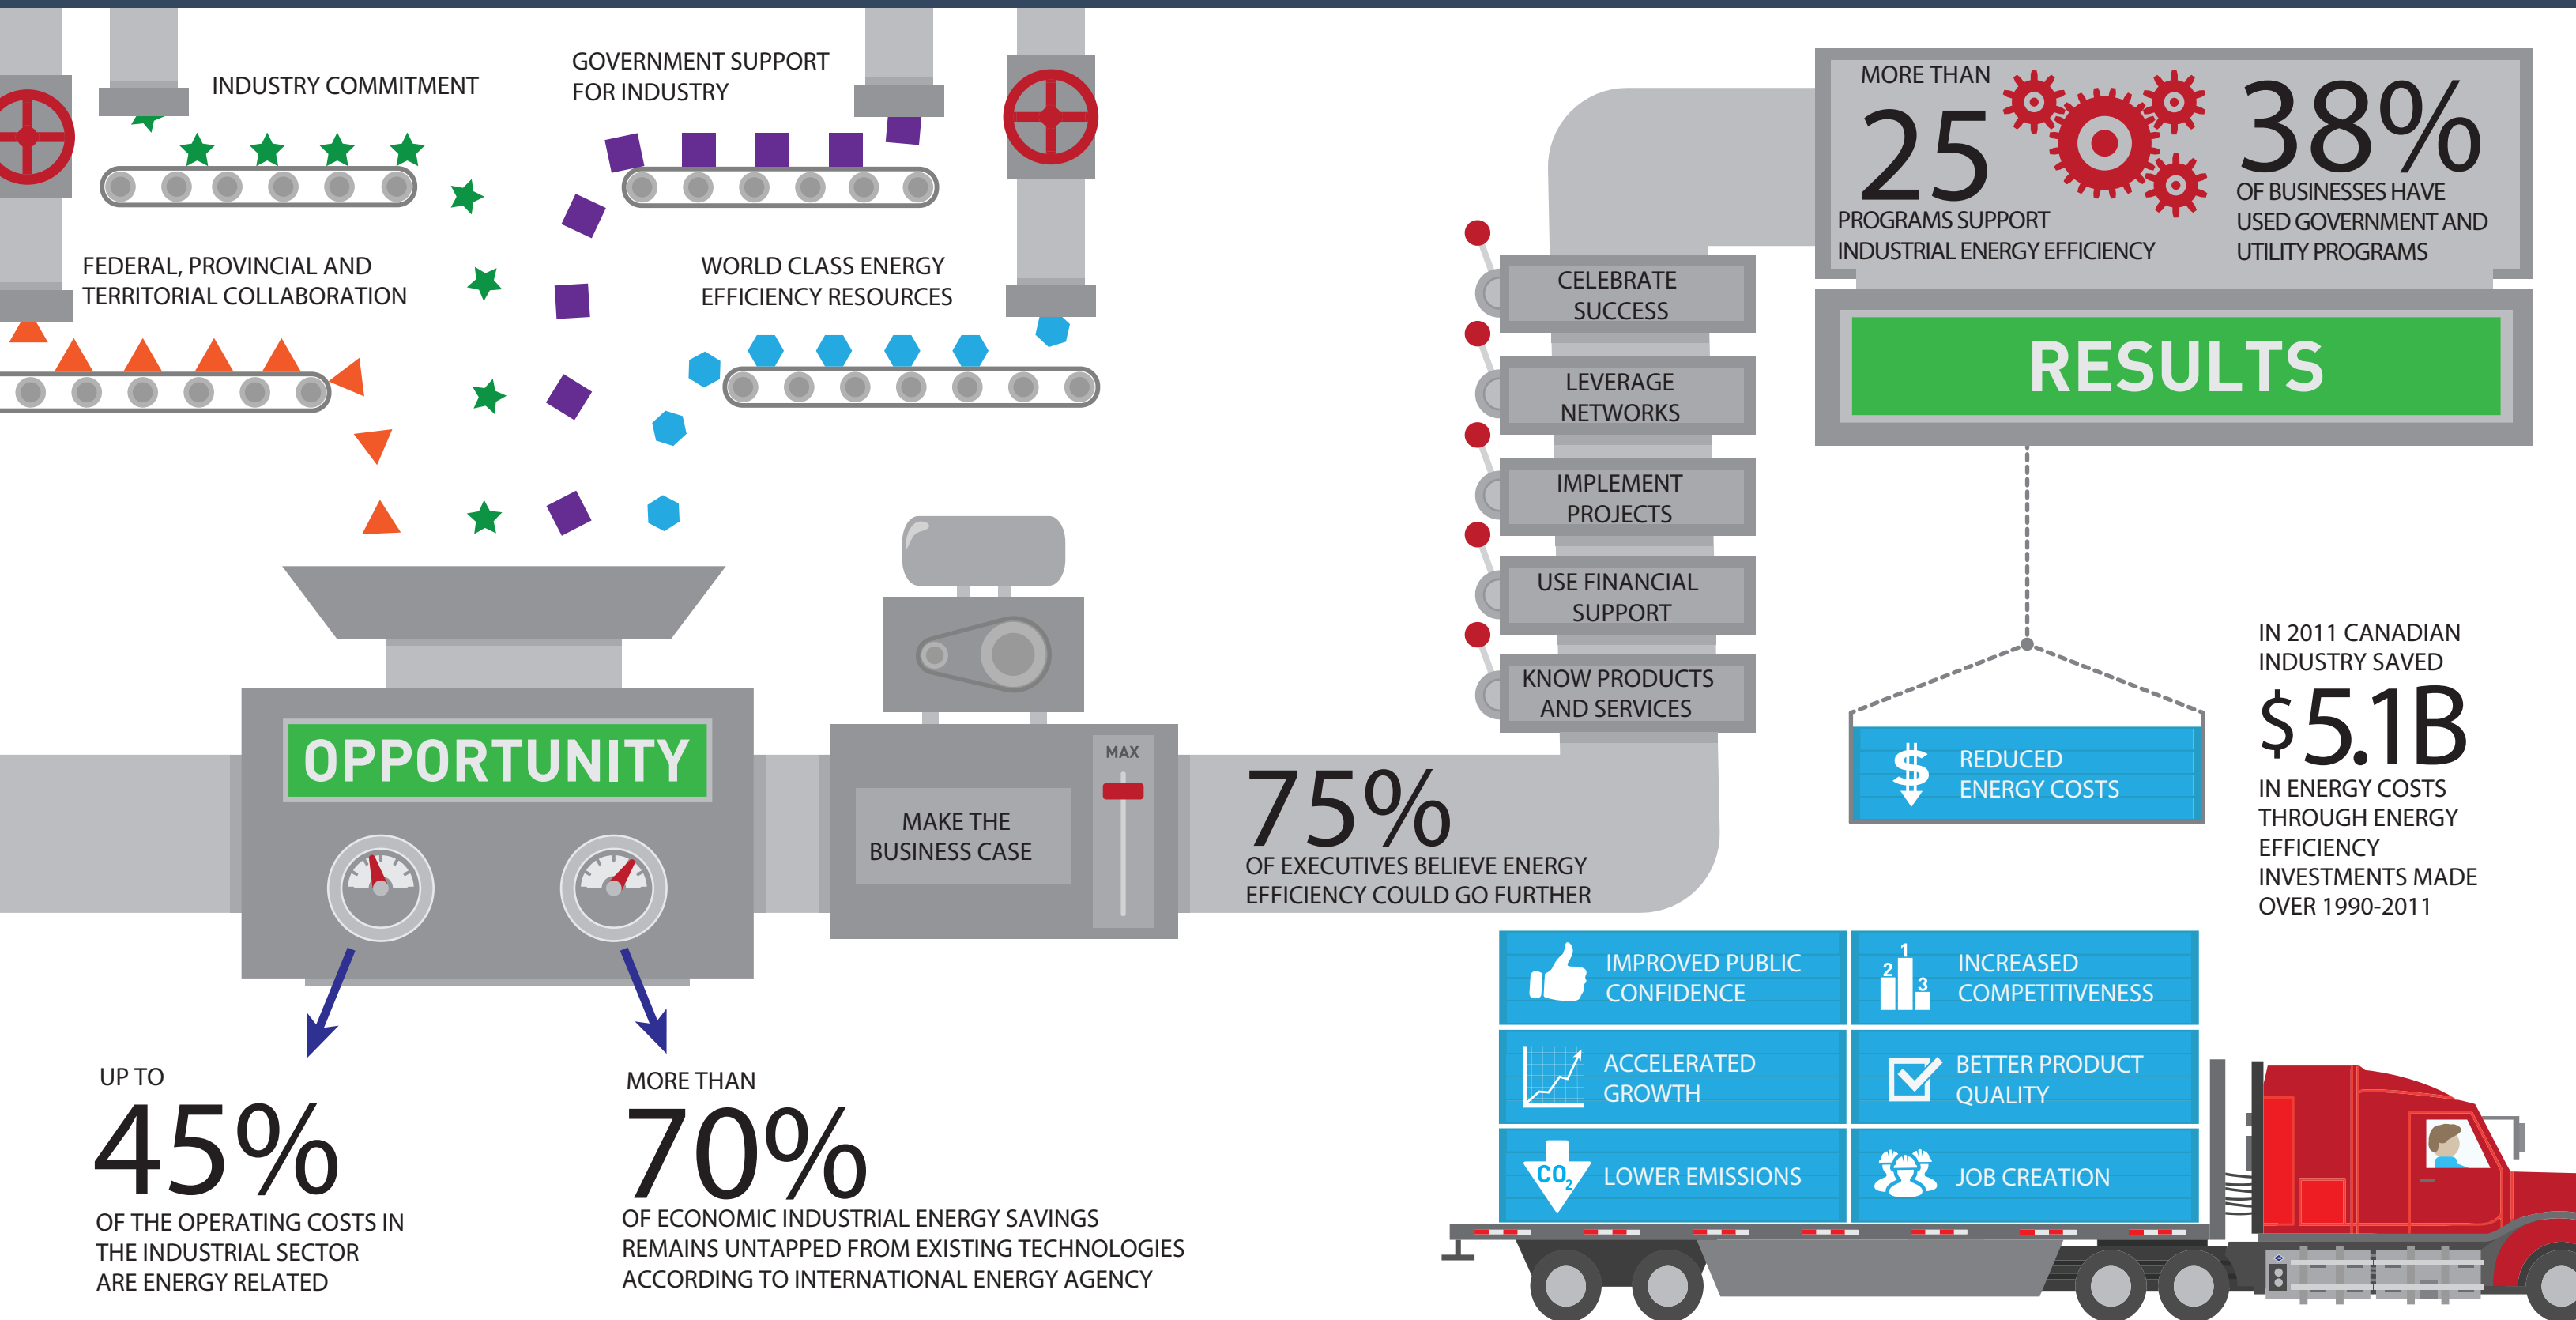 INDUSTRY COMMITMENT
GOVERNMENT SUPPORT
FOR INDUSTRY
FEDERAL, PROVINCIAL AND
TERRITORIAL COLLABORATION
WORLD CLASS ENERGY
EFFICIENCY RESOURCES
OPPORTUNITY
UP TO
45%
OF THE OPERATING COSTS IN
THE INDUSTRIAL SECTOR
ARE ENERGY RELATED
MORE THAN
70%
OF ECONOMIC INDUSTRIAL ENERGY SAVINGS
REMAINS UNTAPPED FROM EXISTING TECHNOLOGIES
ACCORDING TO INTERNATIONAL ENERGY AGENCY
MAKE THE
BUSINESS CASE
MAX
75%
OF EXECUTIVES BELIEVE ENERGY
EFFICIENCY COULD GO FURTHER
CELEBRATE
SUCCESS
LEVERAGE
NETWORKS
IMPLEMENT
PROJECTS
USE FINANCIAL
SUPPORT
KNOW PRODUCTS
AND SERVICES
MORE THAN
25
PROGRAMS SUPPORT
INDUSTRIAL ENERGY EFFICIENCY
38%
OF BUSINESSES HAVE
USED GOVERNMENT AND
UTILITY PROGRAMS
RESULTS
$
REDUCED
ENERGY COSTS
IN 2011 CANADIAN
INDUSTRY SAVED
$5.1B
IN ENERGY COSTS
THROUGH ENERGY
EFFICIENCY
INVESTMENTS MADE
OVER 1990-2011
IMPROVED PUBLIC
CONFIDENCE
2 1 3
INCREASED
COMPETITIVENESS
ACCELERATED
GROWTH
BETTER PRODUCT
QUALITY
CO₂
LOWER EMISSIONS
JOB CREATION